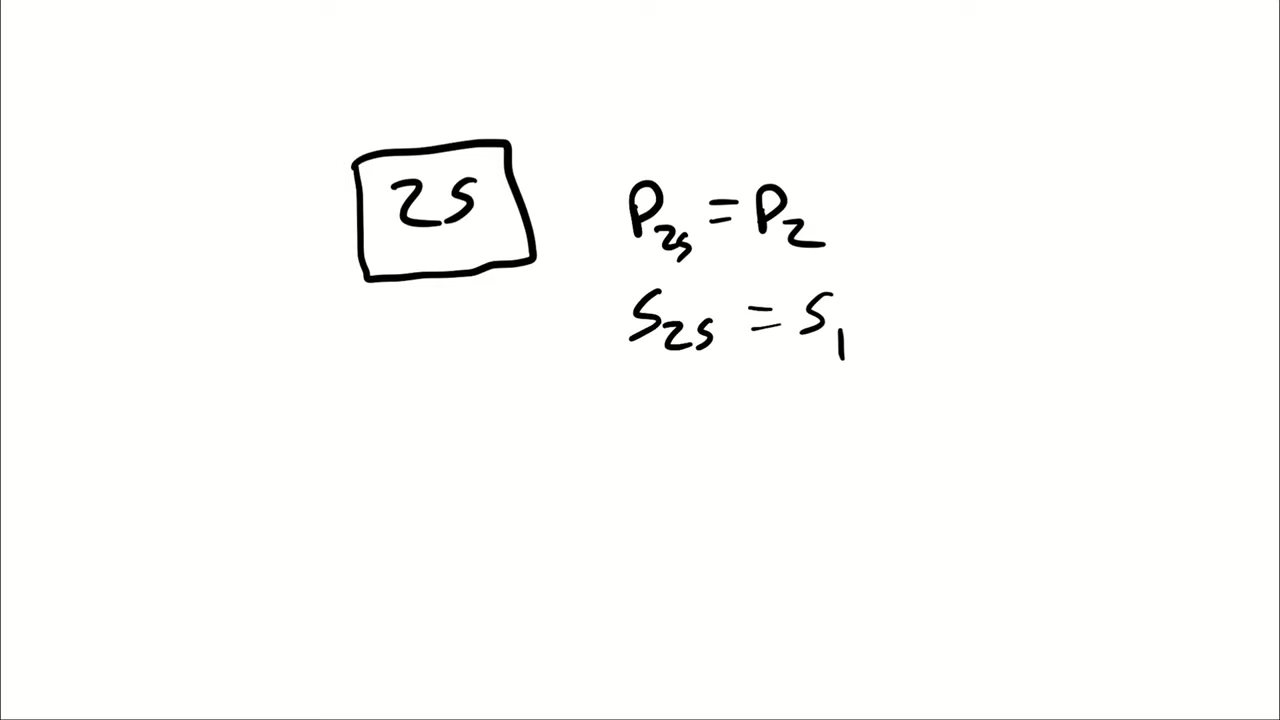 2s
P₂ₛ = P₂
S₂ₛ = S₁